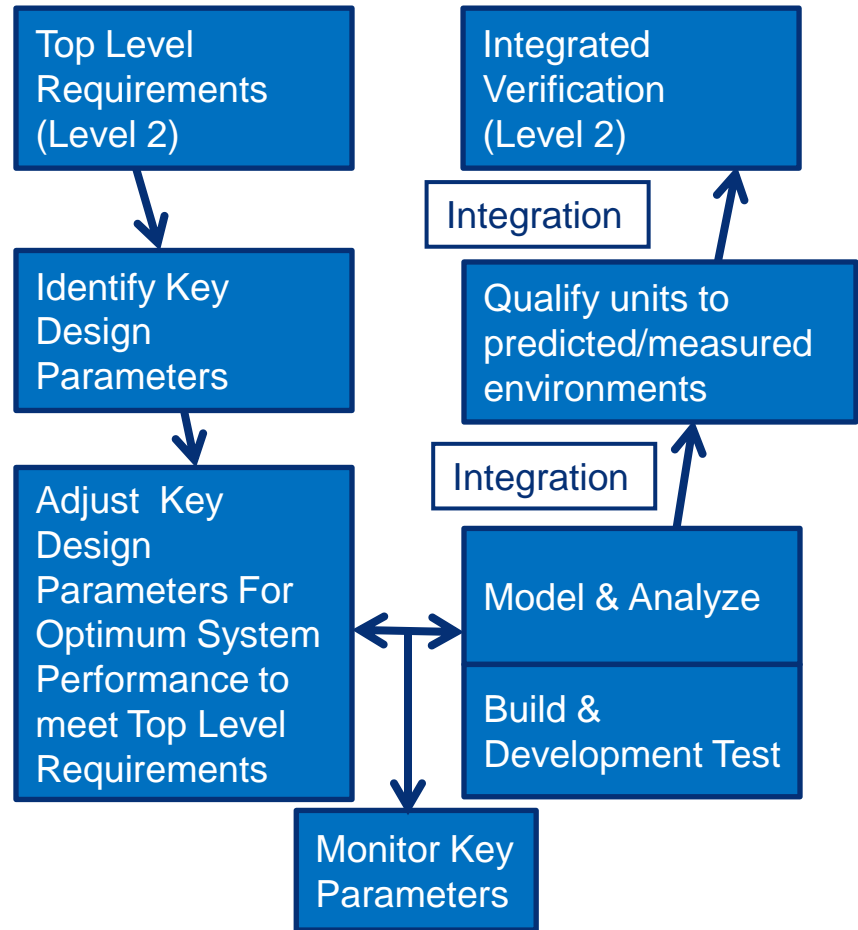 Top Level
Requirements
(Level 2)
Identify Key
Design
Parameters
Adjust Key
Design
Parameters For
Optimum System
Performance to
meet Top Level
Requirements
Monitor Key
Parameters
Model & Analyze
Build &
Development Test
Integration
Qualify units to
predicted/measured
environments
Integration
Integrated
Verification
(Level 2)